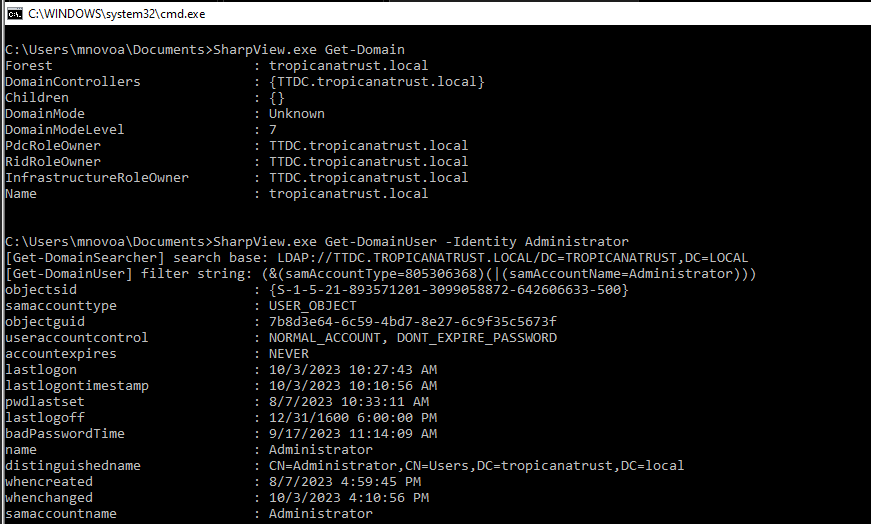 C:\WINDOWS\system32\cmd.exe
C:\Users\mnovoa\Documents>SharpView.exe Get-Domain
Forest : tropicanatrust.local
DomainControllers : {TTDC.tropicanatrust.local}
Children : {}
DomainMode : Unknown
DomainModeLevel : 7
PdcRoleOwner : TTDC.tropicanatrust.local
RidRoleOwner : TTDC.tropicanatrust.local
InfrastructureRoleOwner : TTDC.tropicanatrust.local
Name : tropicanatrust.local
C:\Users\mnovoa\Documents>SharpView.exe Get-DomainUser -Identity Administrator
[Get-DomainSearcher] search base: LDAP://TTDC.TROPICANATRUST.LOCAL/DC=TROPICANATRUST,DC=LOCAL
[Get-DomainUser] filter string: (&(samAccountType=805306368)(|(samAccountName=Administrator)))
objectsid : {S-1-5-21-893571201-3099058872-642606633-500}
samaccounttype : USER_OBJECT
objectguid : 7b8d3e64-6c59-4bd7-8e27-6c9f35c5673f
useraccountcontrol : NORMAL_ACCOUNT, DONT_EXPIRE_PASSWORD
accountexpires : NEVER
lastlogon : 10/3/2023 10:27:43 AM
lastlogontimestamp : 10/3/2023 10:10:56 AM
pwdlastset : 8/7/2023 10:33:11 AM
lastlogoff : 12/31/1600 6:00:00 PM
badPasswordTime : 9/17/2023 11:14:09 AM
name : Administrator
distinguishedname : CN=Administrator,CN=Users,DC=tropicanatrust,DC=local
whencreated : 8/7/2023 4:59:45 PM
whenchanged : 10/3/2023 4:10:56 PM
samaccountname : Administrator